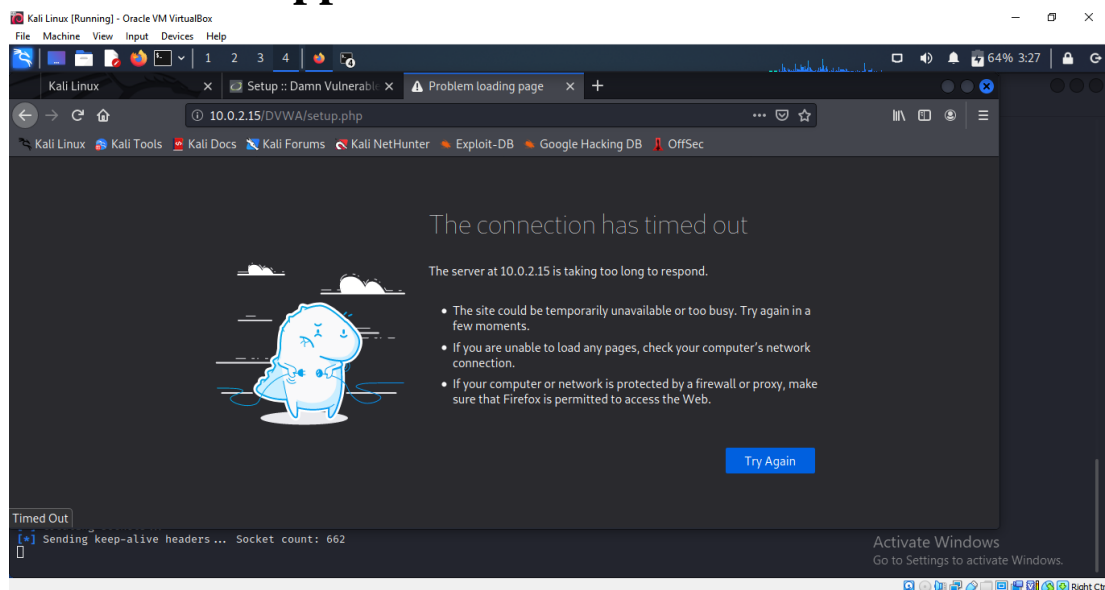 Kali Linux [Running] - Oracle VM VirtualBox
File Machine View Input Devices Help
1 2 3 4 64% 3:27
Kali Linux Setup :: Damn Vulnerable Problem loading page
10.0.2.15/DVWA/setup.php
Kali Linux Kali Tools Kali Docs Kali Forums Kali NetHunter Exploit-DB Google Hacking DB OffSec
The connection has timed out
The server at 10.0.2.15 is taking too long to respond.
• The site could be temporarily unavailable or too busy. Try again in a
few moments.
• If you are unable to load any pages, check your computer's network
connection.
• If your computer or network is protected by a firewall or proxy, make
sure that Firefox is permitted to access the Web.
Try Again
Timed Out
[*] Sending keep-alive headers ... Socket count: 662
Activate Windows
Go to Settings to activate Windows.
Right Ctrl